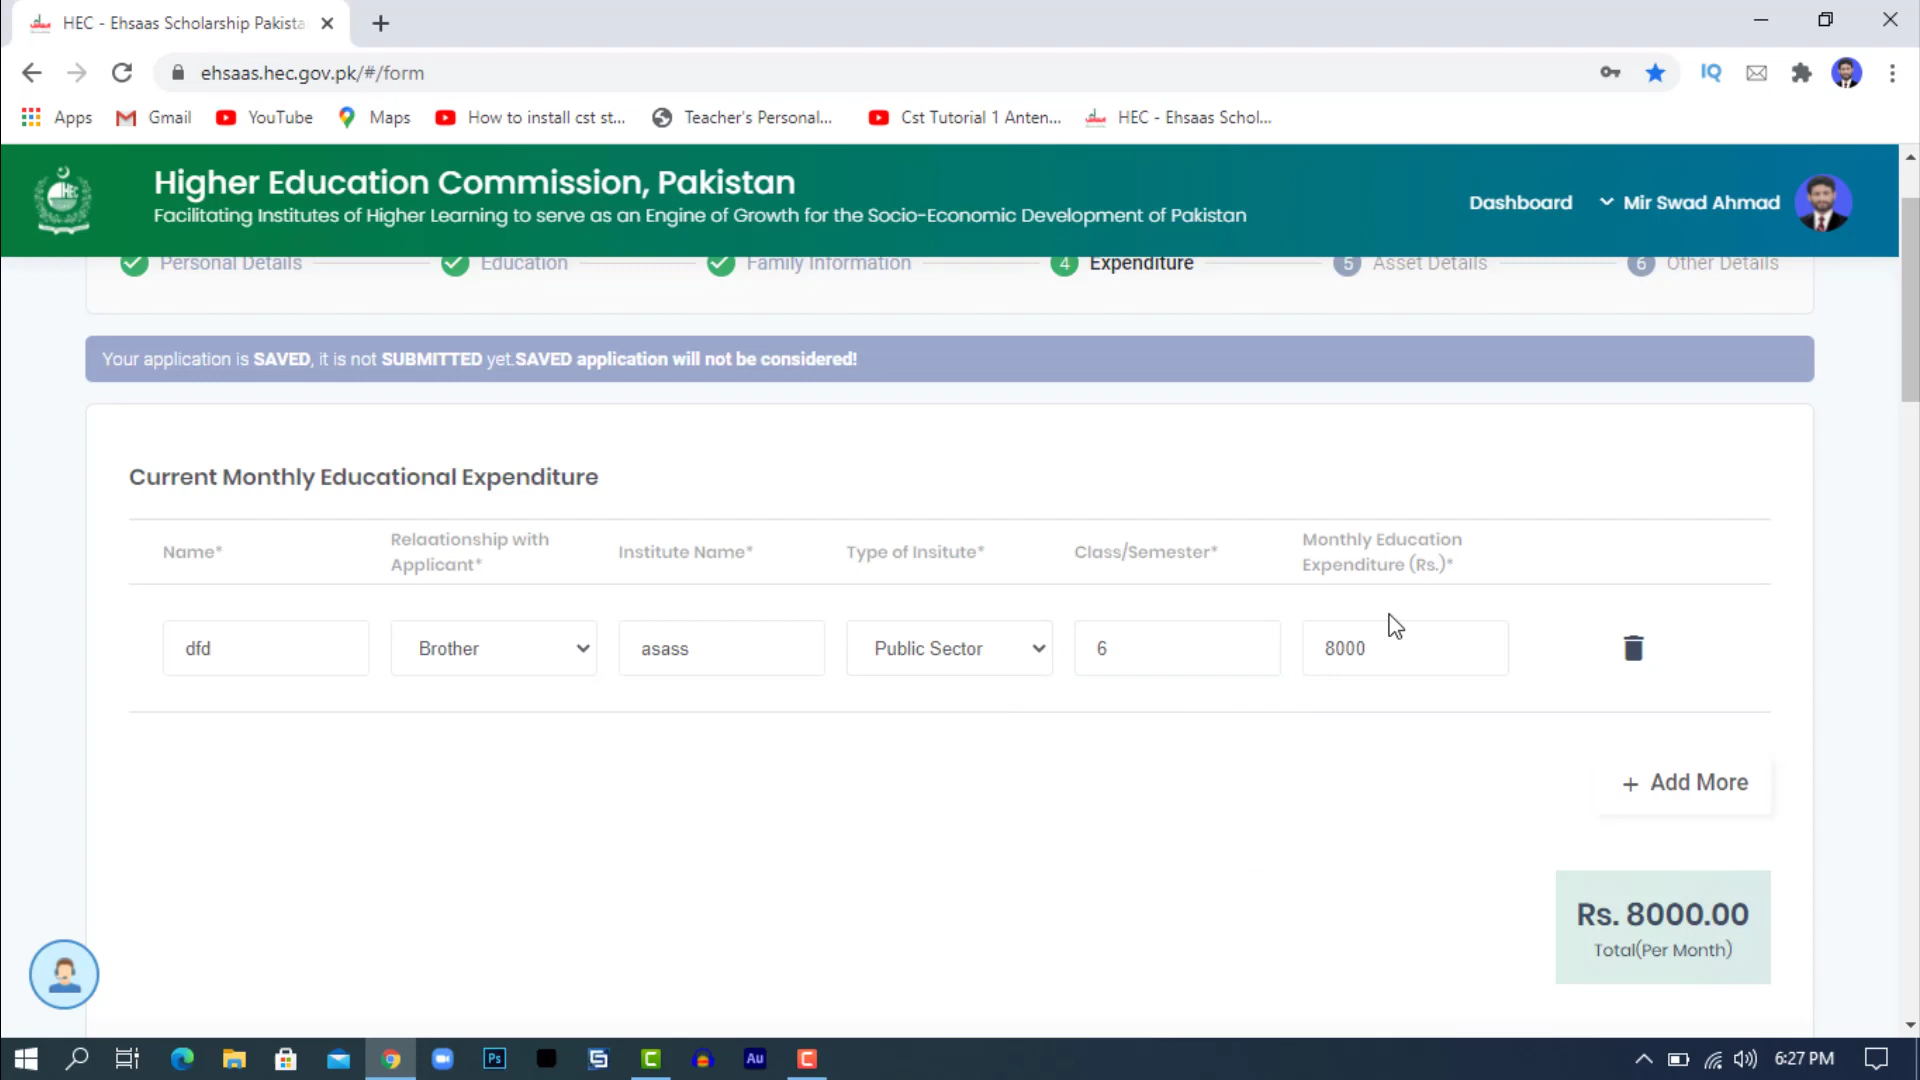 HEC - Ehsaas Scholarship Pakista
ehsaas.hec.gov.pk/#/form
IQ
Apps
Gmail
YouTube
Maps
How to install cst st...
Teacher's Personal...
Cst Tutorial 1 Anten...
HEC - Ehsaas Schol...
HEC
Higher Education Commission, Pakistan
Facilitating Institutes of Higher Learning to serve as an Engine of Growth for the Socio-Economic Development of Pakistan
Dashboard
Mir Swad Ahmad
Personal Details
Education
Family Information
4 Expenditure
5 Asset Details
6 Other Details
Your application is SAVED, it is not SUBMITTED yet.SAVED application will not be considered!
Current Monthly Educational Expenditure
Name*
Relaationship with
Applicant*
Institute Name*
Type of Insitute*
Class/Semester*
Monthly Education
Expenditure (Rs.)*
dfd
Brother
asass
Public Sector
6
8000
+ Add More
Rs. 8000.00
Total(Per Month)
Ps
Au
C
C
6:27 PM